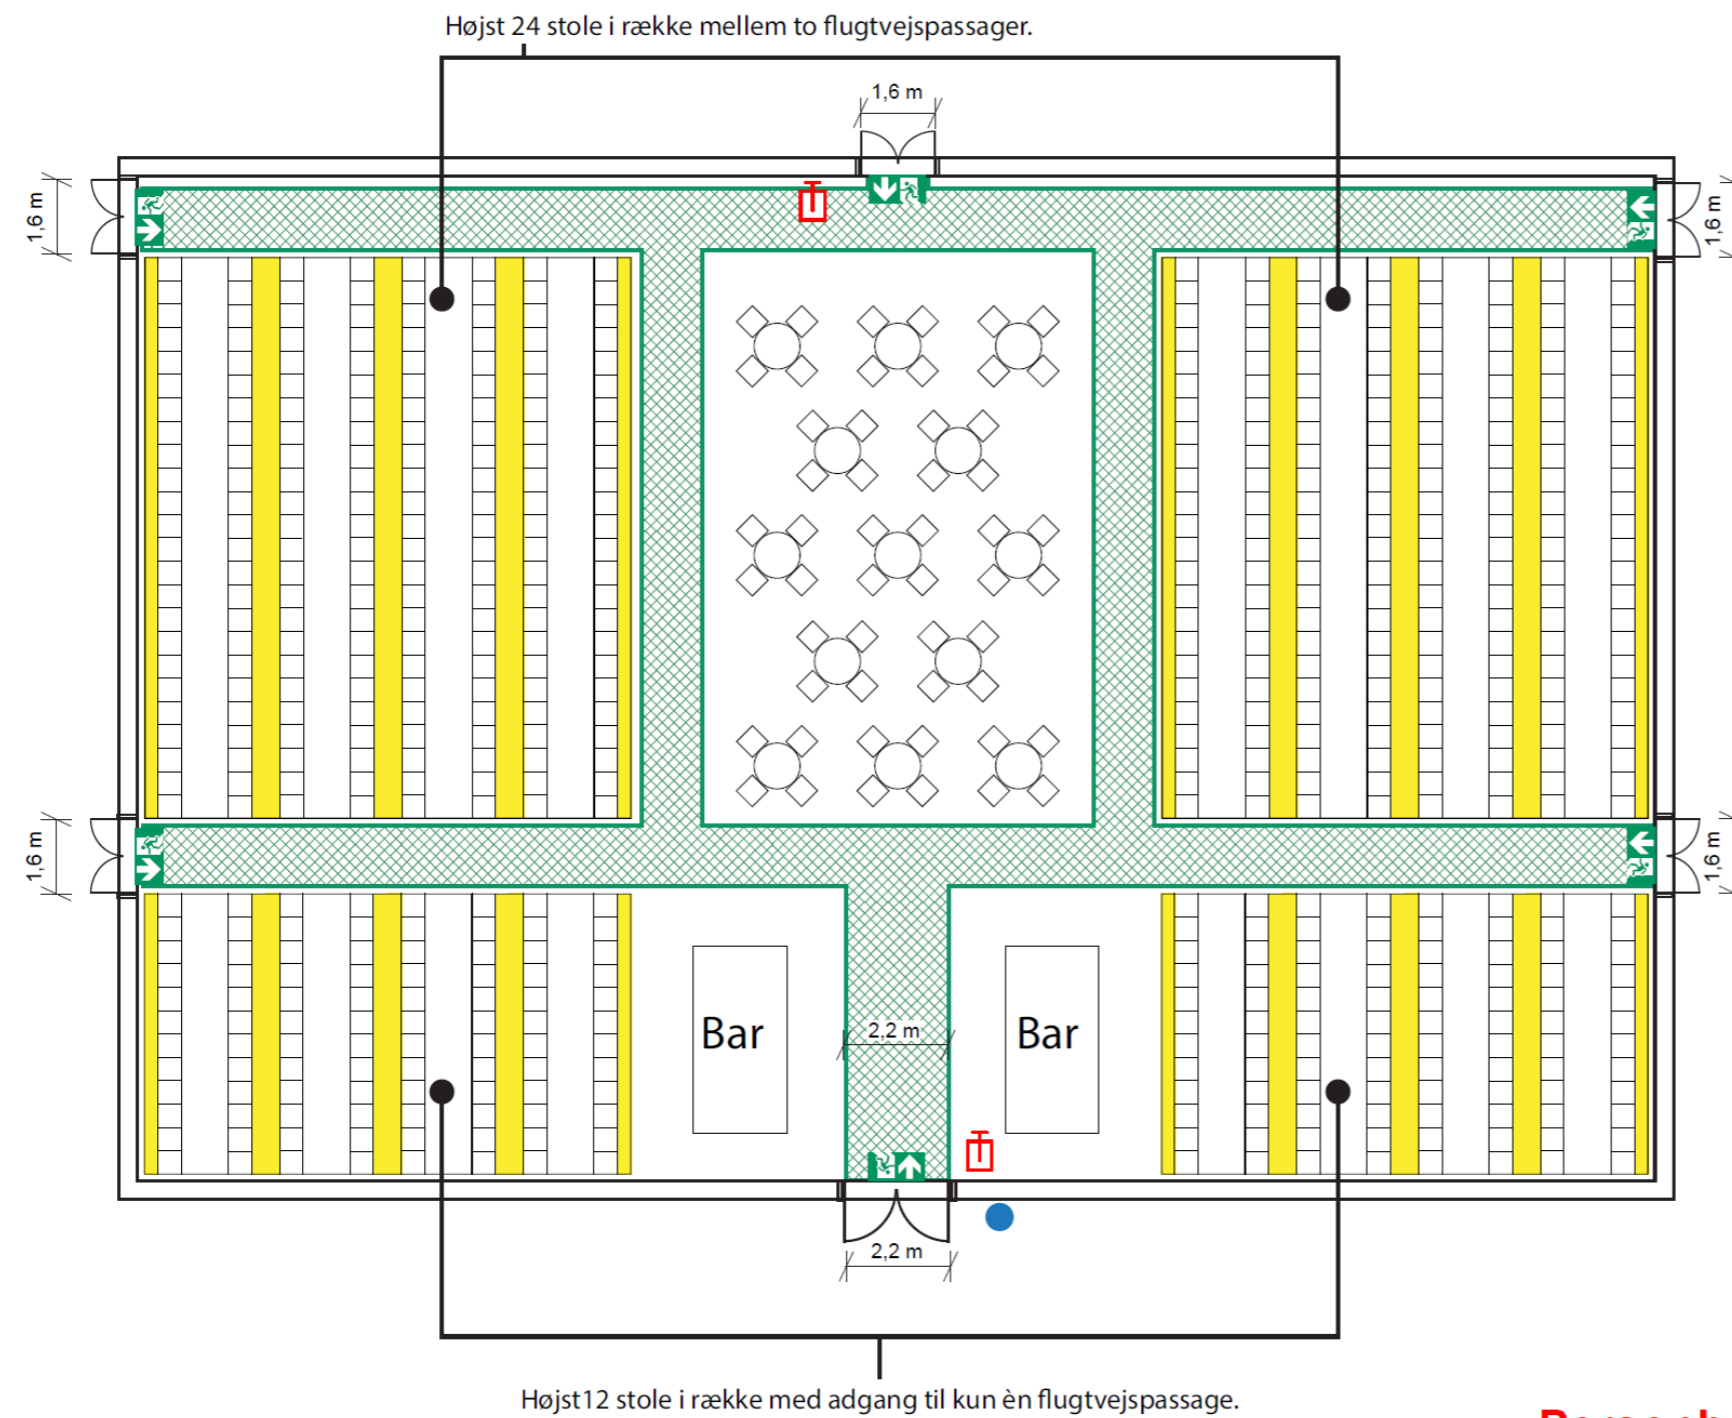 Højst 24 stole i række mellem to flugtvejspassager.
1,6 m
1,6 m
1,6 m
1,6 m
1,6 m
Bar
2,2 m
Bar
2,2 m
Højst12 stole i række med adgang til kun èn flugtvejspassage.